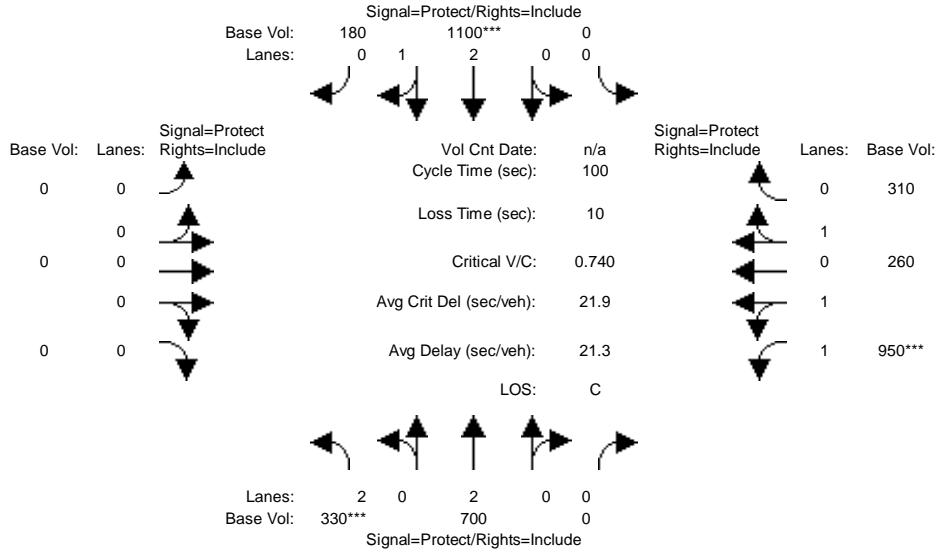 Signal=Protect/Rights=Include
Base Vol: 180 1100*** 0
Lanes: 0 1 2 0 0
Signal=Protect Signal=Protect
Base Vol: Lanes: Rights=Include Vol Cnt Date: n/a Rights=Include Lanes: Base Vol:
Cycle Time (sec): 100
0 0 0 310
Loss Time (sec): 10
0 1
0 0 Critical V/C: 0.740 0 260
0 Avg Crit Del (sec/veh): 21.9 1
0 0 Avg Delay (sec/veh): 21.3 1 950***
LOS: C
Lanes: 2 0 2 0 0
Base Vol: 330*** 700 0
Signal=Protect/Rights=Include